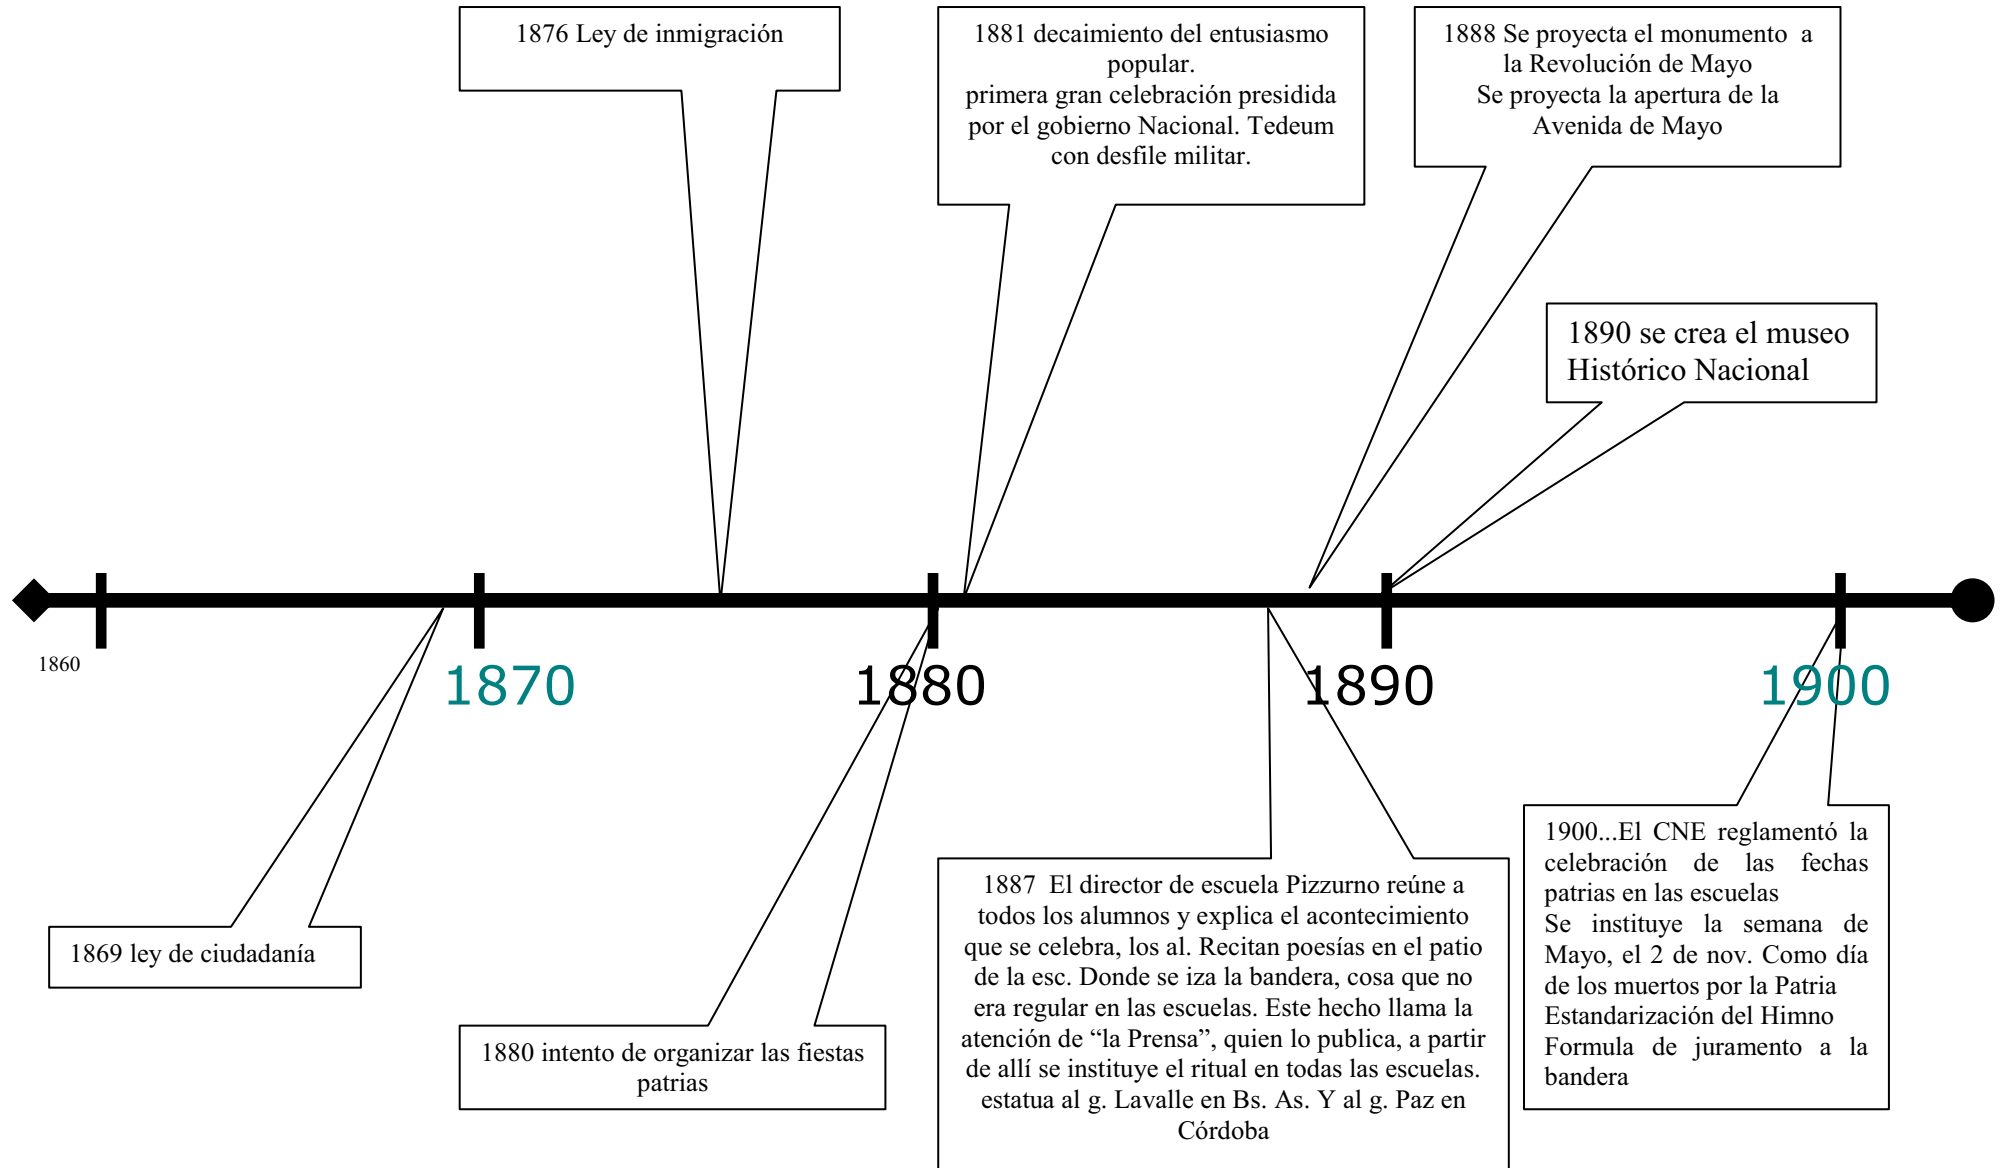 1876 Ley de inmigración
1881 decaimiento del entusiasmo
popular.
primera gran celebración presidida
por el gobierno Nacional. Tedeum
con desfile militar.
1888 Se proyecta el monumento  a
la Revolución de Mayo
Se proyecta la apertura de la
Avenida de Mayo
1890 se crea el museo
Histórico Nacional
1860
1870
1880
1890
1900
1869 ley de ciudadanía
1880 intento de organizar las fiestas
patrias
1887  El director de escuela Pizzurno reúne a
todos los alumnos y explica el acontecimiento
que se celebra, los al. Recitan poesías en el patio
de la esc. Donde se iza la bandera, cosa que no
era regular en las escuelas. Este hecho llama la
atención de “la Prensa”, quien lo publica, a partir
de allí se instituye el ritual en todas las escuelas.
estatua al g. Lavalle en Bs. As. Y al g. Paz en
Córdoba
1900...El CNE reglamentó la
celebración de las fechas
patrias en las escuelas
Se instituye la semana de
Mayo, el 2 de nov. Como día
de los muertos por la Patria
Estandarización del Himno
Formula de juramento a la
bandera